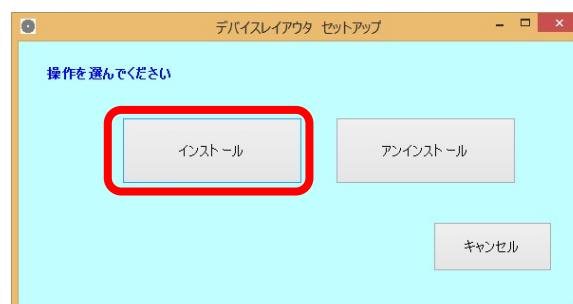 デバイスレイアウタ セットアップ
操作を選んでください
インストール
アンインストール
キャンセル